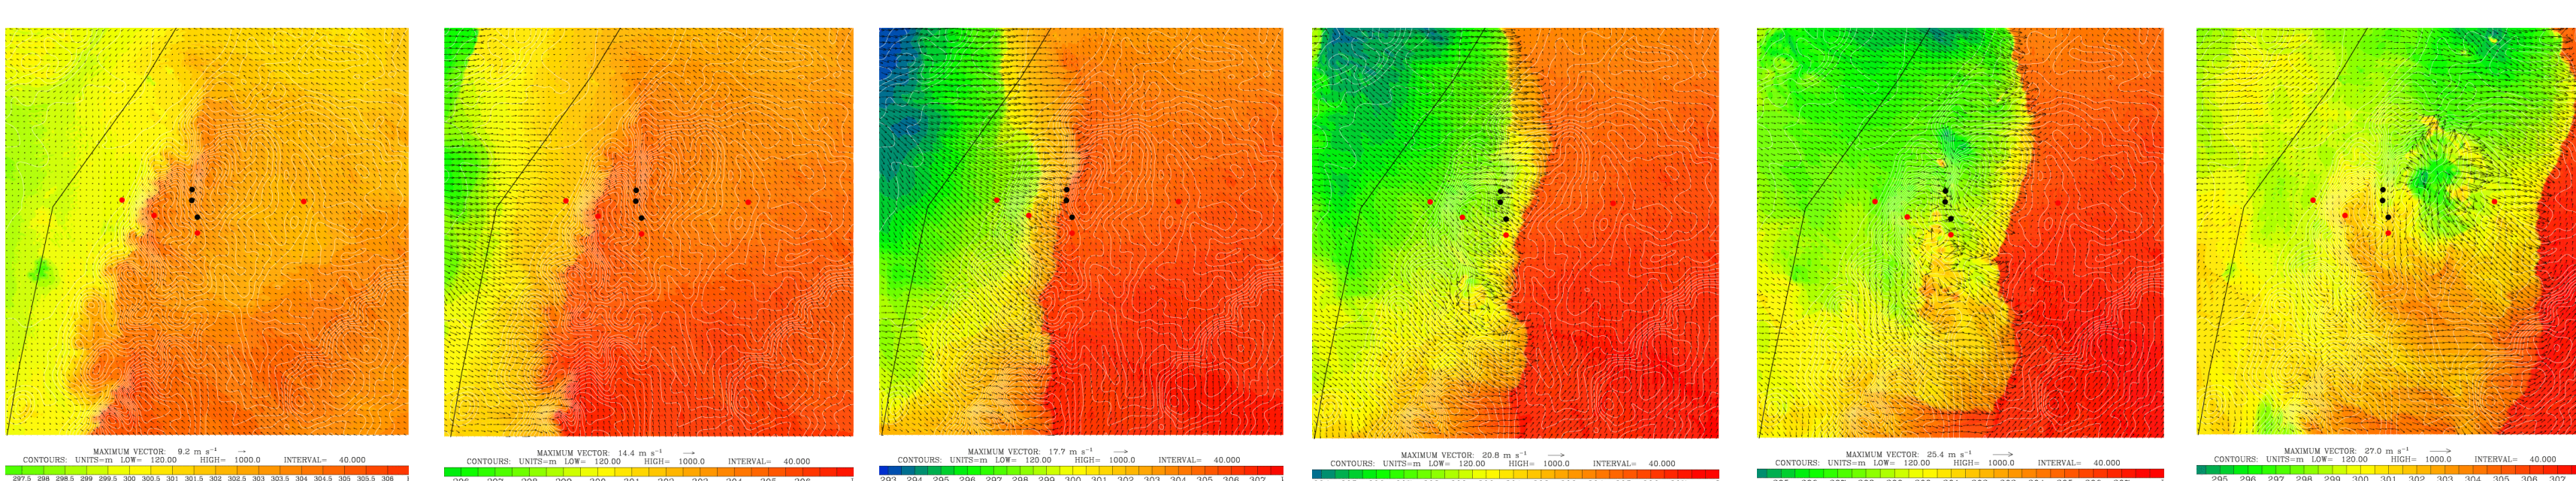 MAXIMUM VECTOR: 9.2 m s⁻¹
CONTOURS: UNITS=m LOW= 120.00 HIGH= 1000.0 INTERVAL= 40.000
297.5 298 298.5 299 299.5 300 300.5 301 301.5 302 302.5 303 303.5 304 304.5 305 305.5 306
MAXIMUM VECTOR: 14.4 m s⁻¹
CONTOURS: UNITS=m LOW= 120.00 HIGH= 1000.0 INTERVAL= 40.000
MAXIMUM VECTOR: 17.7 m s⁻¹
CONTOURS: UNITS=m LOW= 120.00 HIGH= 1000.0 INTERVAL= 40.000
293 294 295 296 297 298 299 300 301 302 303 304 305 306 307
MAXIMUM VECTOR: 20.8 m s⁻¹
CONTOURS: UNITS=m LOW= 120.00 HIGH= 1000.0 INTERVAL= 40.000
MAXIMUM VECTOR: 25.4 m s⁻¹
CONTOURS: UNITS=m LOW= 120.00 HIGH= 1000.0 INTERVAL= 40.000
MAXIMUM VECTOR: 27.0 m s⁻¹
CONTOURS: UNITS=m LOW= 120.00 HIGH= 1000.0 INTERVAL= 40.000
295 296 297 298 299 300 301 302 303 304 305 306 307